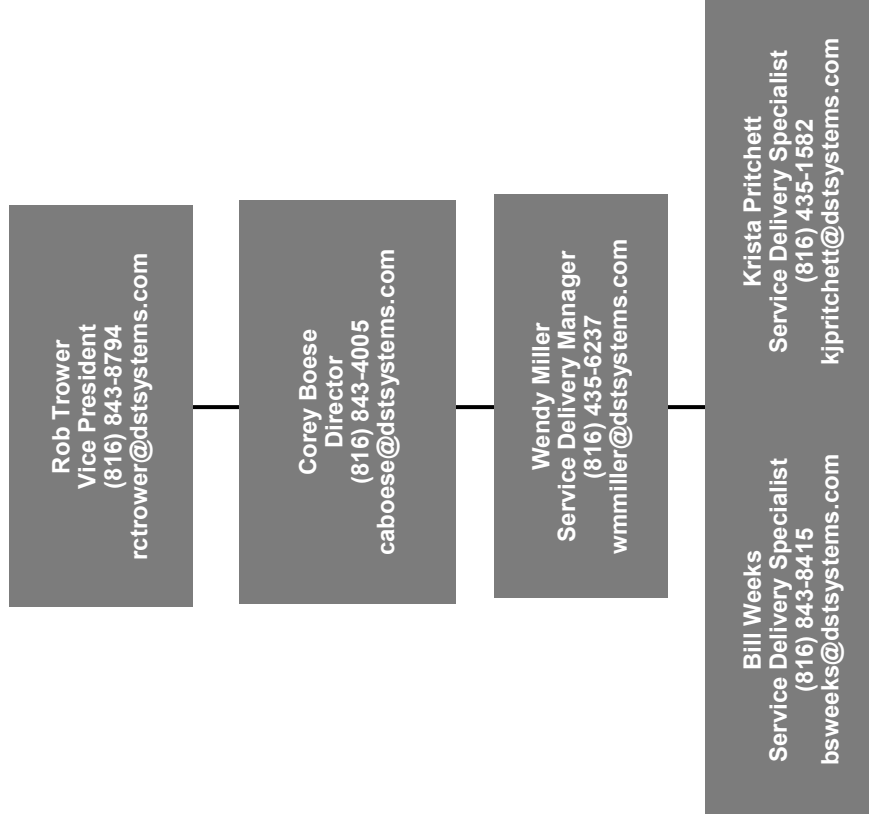 Rob Trower
Vice President
(816) 843-8794
rctrower@dstsystems.com
Corey Boese
Director
(816) 843-4005
caboese@dstsystems.com
Wendy Miller
Service Delivery Manager
(816) 435-6237
wmmiller@dstsystems.com
Bill Weeks
Service Delivery Specialist
(816) 843-8415
bsweeks@dstsystems.com
Krista Pritchett
Service Delivery Specialist
(816) 435-1582
kjpritchett@dstsystems.com